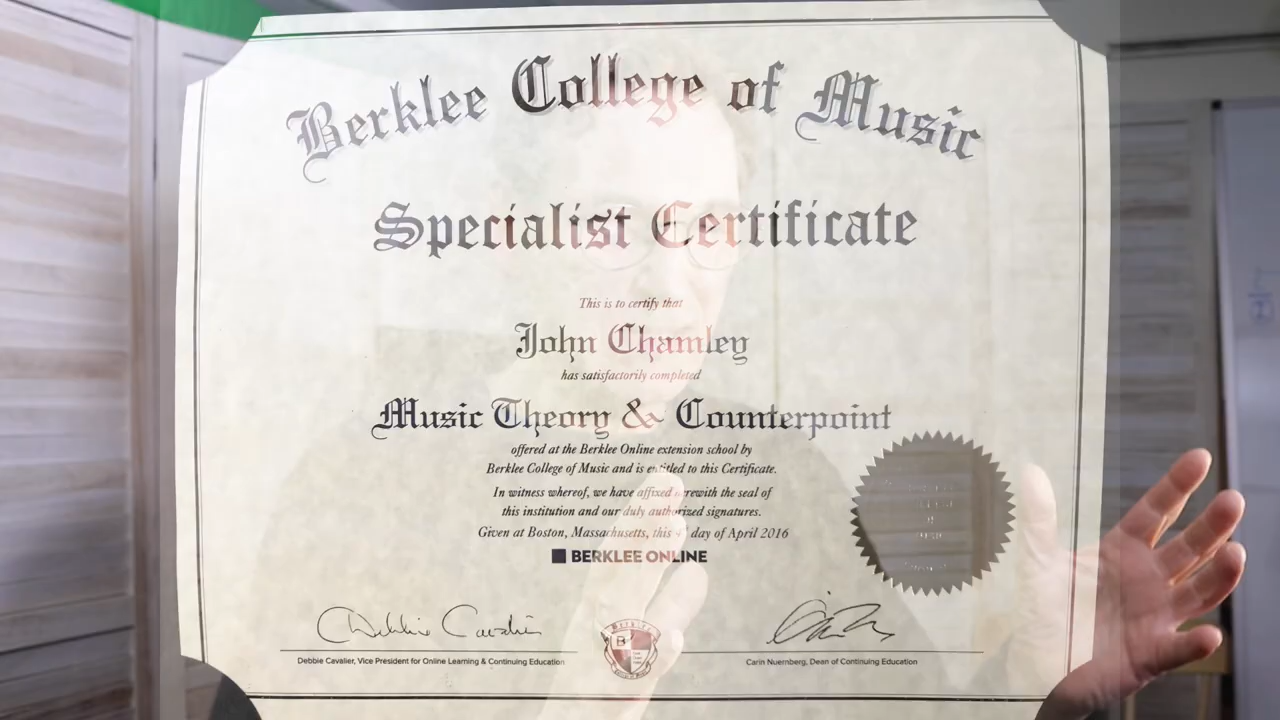 Berklee College of Music
Specialist Certificate
This is to certify that
John Chamley
has satisfactorily completed
Music Theory & Counterpoint
offered at the Berklee Online extension school by
Berklee College of Music and is entitled to this Certificate.
In witness whereof, we have affixed herewith the seal of
this institution and our duly authorized signatures.
Given at Boston, Massachusetts, this day of April 2016
BERKLEE ONLINE
Debbie Cavalier
Debbie Cavalier, Vice President for Online Learning & Continuing Education
Carin Nuernberg, Dean of Continuing Education